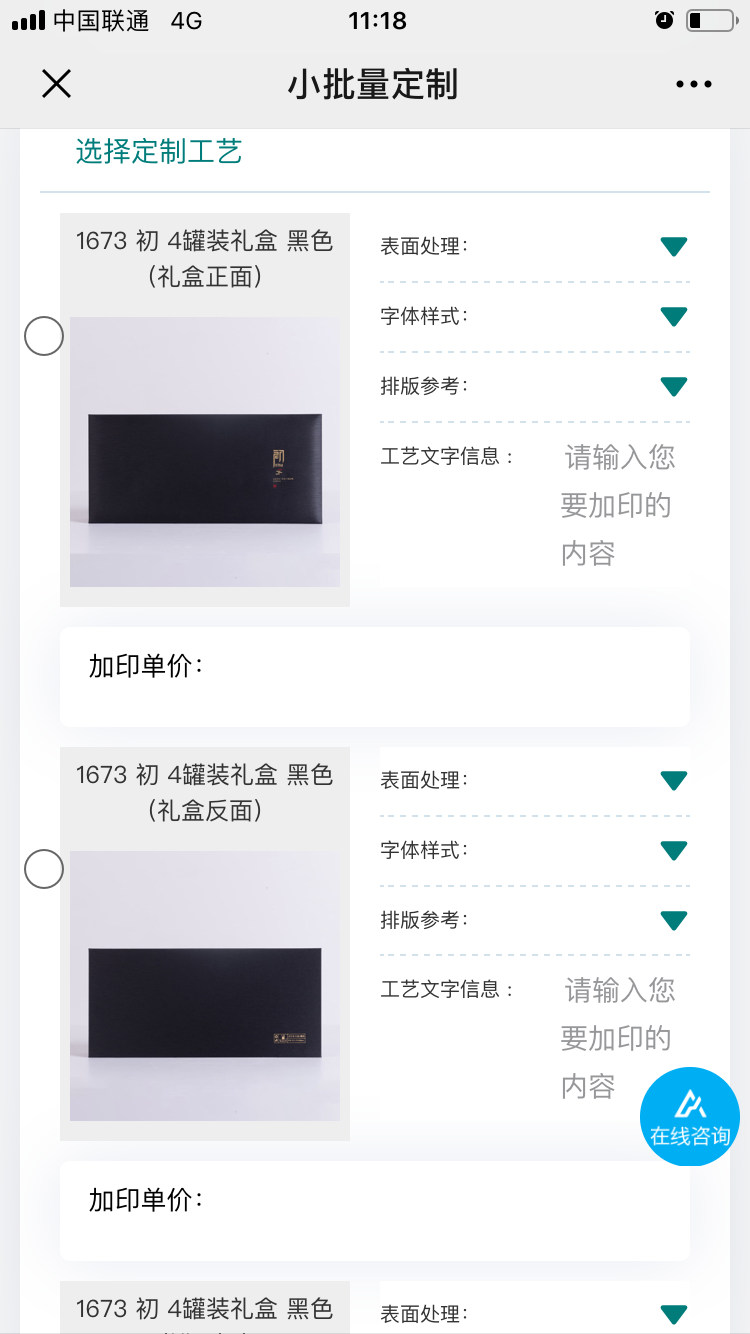 中国联通 4G 11:18
小批量定制
选择定制工艺
1673 初 4罐装礼盒 黑色
（礼盒正面）
表面处理：
字体样式：
排版参考：
工艺文字信息：
请输入您
要加印的
内容
加印单价：
1673 初 4罐装礼盒 黑色
（礼盒反面）
表面处理：
字体样式：
排版参考：
工艺文字信息：
请输入您
要加印的
内容
在线咨询
加印单价：
1673 初 4罐装礼盒 黑色
表面处理：